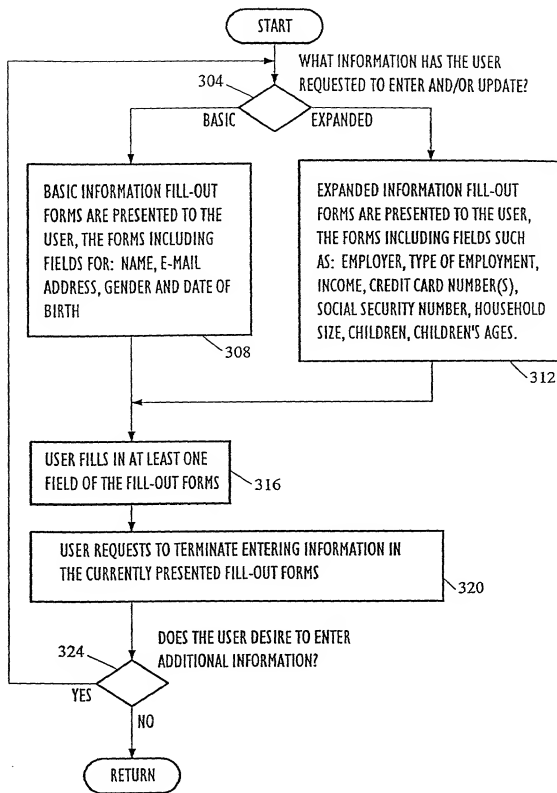 START
WHAT INFORMATION HAS THE USER
REQUESTED TO ENTER AND/OR UPDATE?
304
BASIC
EXPANDED
BASIC INFORMATION FILL-OUT
FORMS ARE PRESENTED TO THE
USER, THE FORMS INCLUDING
FIELDS FOR: NAME, E-MAIL
ADDRESS, GENDER AND DATE OF
BIRTH
308
EXPANDED INFORMATION FILL-OUT
FORMS ARE PRESENTED TO THE USER,
THE FORMS INCLUDING FIELDS SUCH
AS: EMPLOYER, TYPE OF EMPLOYMENT,
INCOME, CREDIT CARD NUMBER(S),
SOCIAL SECURITY NUMBER, HOUSEHOLD
SIZE, CHILDREN, CHILDREN'S AGES.
312
USER FILLS IN AT LEAST ONE
FIELD OF THE FILL-OUT FORMS
316
USER REQUESTS TO TERMINATE ENTERING INFORMATION IN
THE CURRENTLY PRESENTED FILL-OUT FORMS
320
DOES THE USER DESIRE TO ENTER
ADDITIONAL INFORMATION?
324
YES
NO
RETURN